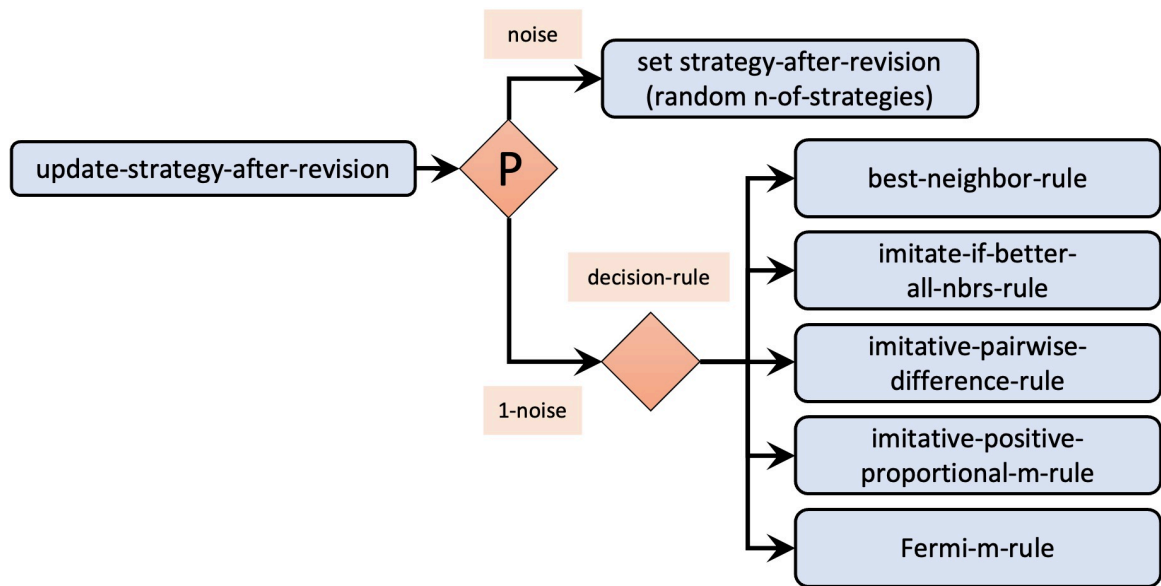 noise
set strategy-after-revision
(random n-of-strategies)
update-strategy-after-revision
P
best-neighbor-rule
decision-rule
imitate-if-better-
all-nbrs-rule
imitative-pairwise-
difference-rule
1-noise
imitative-positive-
proportional-m-rule
Fermi-m-rule